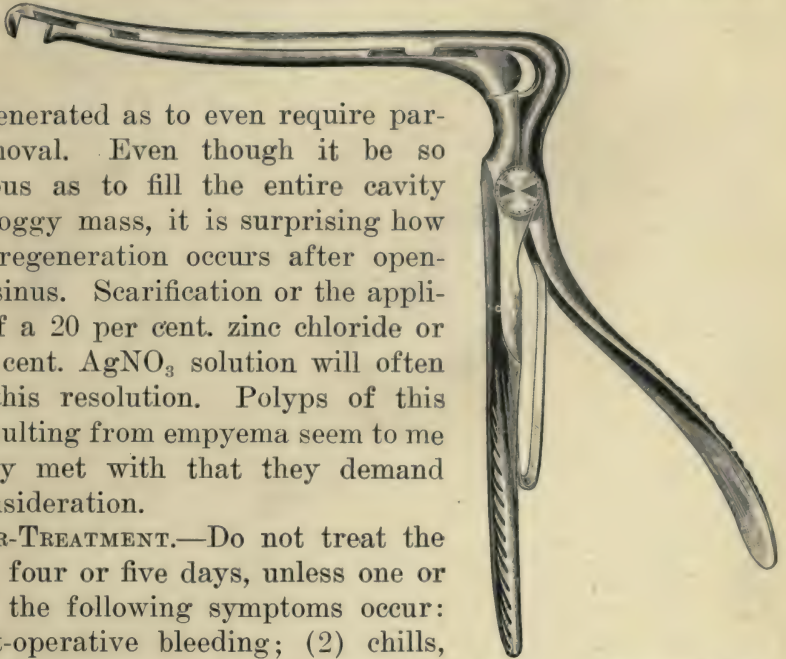 enerated as to even require par-
noval. Even though it be so
ous as to fill the entire cavity
oggy mass, it is surprising how
regeneration occurs after open-
sinus. Scarification or the appli-
f a 20 per cent. zinc chloride or
cent. AgNO₃ solution will often
this resolution. Polyps of this
ulting from empyema seem to me
y met with that they demand
sideration.
R-TREATMENT.—Do not treat the
four or five days, unless one or
the following symptoms occur:
t-operative bleeding; (2) chills,